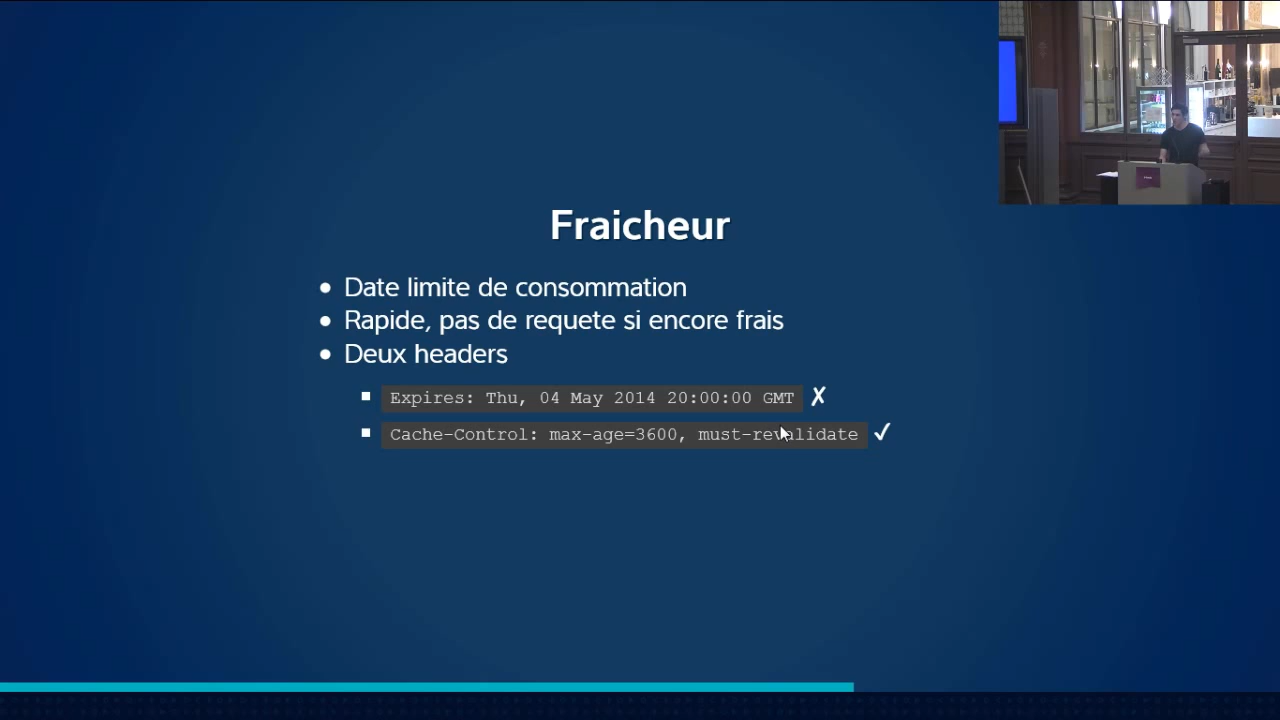 Fraicheur
Date limite de consommation
Rapide, pas de requete si encore frais
Deux headers
Expires: Thu, 04 May 2014 20:00:00 GMT ✗
Cache-Control: max-age=3600, must-revalidate ✓